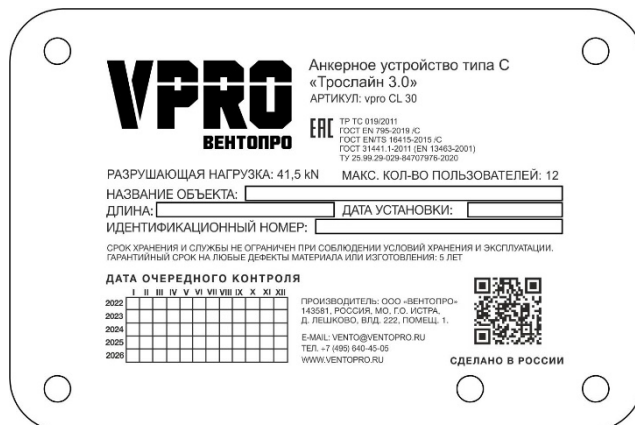 VPRO
ВЕНТОПРО
Анкерное устройство типа С
«Трослайн 3.0»
АРТИКУЛ: vpro CL 30
ЕАС
ТР ТС 019/2011
ГОСТ EN 795-2019 /С
ГОСТ EN/TS 16415-2015 /С
ГОСТ 31441.1-2011 (EN 13463-2001)
ТУ 25.99.29-029-84707976-2020
РАЗРУШАЮЩАЯ НАГРУЗКА: 41,5 kN МАКС. КОЛ-ВО ПОЛЬЗОВАТЕЛЕЙ: 12
НАЗВАНИЕ ОБЪЕКТА:
ДЛИНА: ДАТА УСТАНОВКИ:
ИДЕНТИФИКАЦИОННЫЙ НОМЕР:
СРОК ХРАНЕНИЯ И СЛУЖБЫ НЕ ОГРАНИЧЕН ПРИ СОБЛЮДЕНИИ УСЛОВИЙ ХРАНЕНИЯ И ЭКСПЛУАТАЦИИ.
ГАРАНТИЙНЫЙ СРОК НА ЛЮБЫЕ ДЕФЕКТЫ МАТЕРИАЛА ИЛИ ИЗГОТОВЛЕНИЯ: 5 ЛЕТ
ДАТА ОЧЕРЕДНОГО КОНТРОЛЯ
I II III IV V VI VII VIII IX X XI XII
2022
2023
2024
2025
2026
ПРОИЗВОДИТЕЛЬ: ООО «ВЕНТОПРО»
143581, РОССИЯ, МО, Г.О. ИСТРА,
Д. ЛЕШКОВО, ВЛД. 222, ПОМЕЩ. 1.
E-MAIL: VENTO@VENTOPRO.RU
ТЕЛ. +7 (495) 640-45-05
WWW.VENTOPRO.RU
СДЕЛАНО В РОССИИ